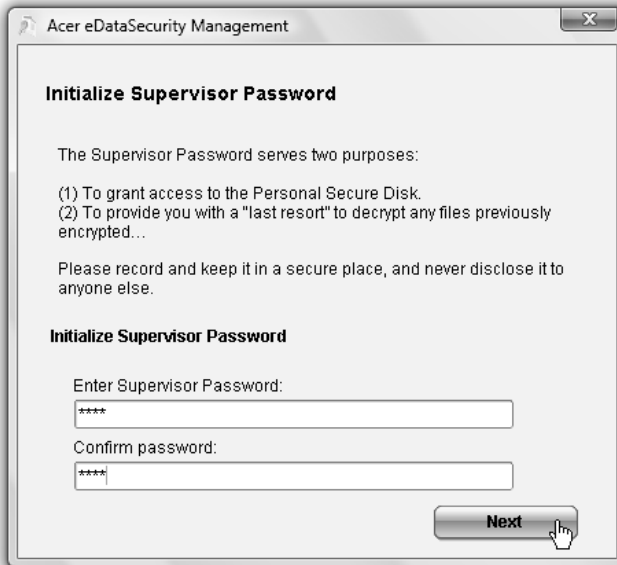 Acer eDataSecurity Management
Initialize Supervisor Password
The Supervisor Password serves two purposes:
(1) To grant access to the Personal Secure Disk.
(2) To provide you with a "last resort" to decrypt any files previously
encrypted...
Please record and keep it in a secure place, and never disclose it to
anyone else.
Initialize Supervisor Password
Enter Supervisor Password:
****
Confirm password:
****
Next